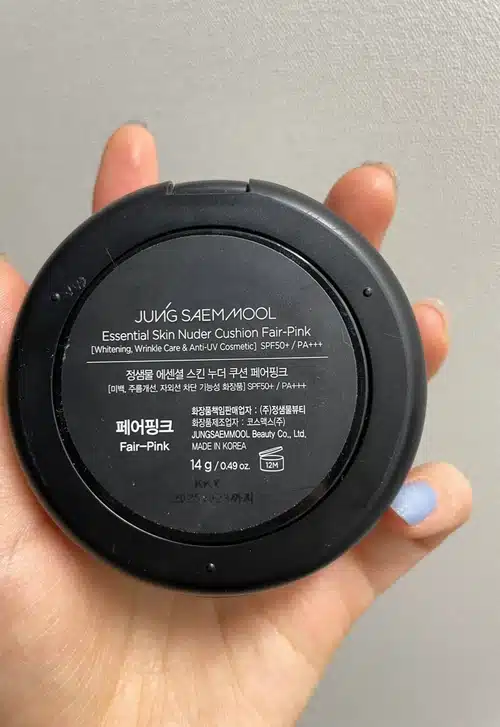 JUNG SAEMMOOL
Essential Skin Nuder Cushion Fair-Pink
[Whitening, Wrinkle Care & Anti-UV Cosmetic] SPF50+ / PA+++
정샘물 에센셜 스킨 누더 쿠션 페어핑크
[미백, 주름개선, 자외선 차단 기능성 화장품] SPF50+ / PA+++
페어핑크
Fair-Pink
화장품책임판매업자 : (주)정샘물뷰티
화장품제조업자 : 코스맥스(주)
JUNGSAEMMOOL Beauty Co., Ltd.
MADE IN KOREA
14 g / 0.49 oz.
12M